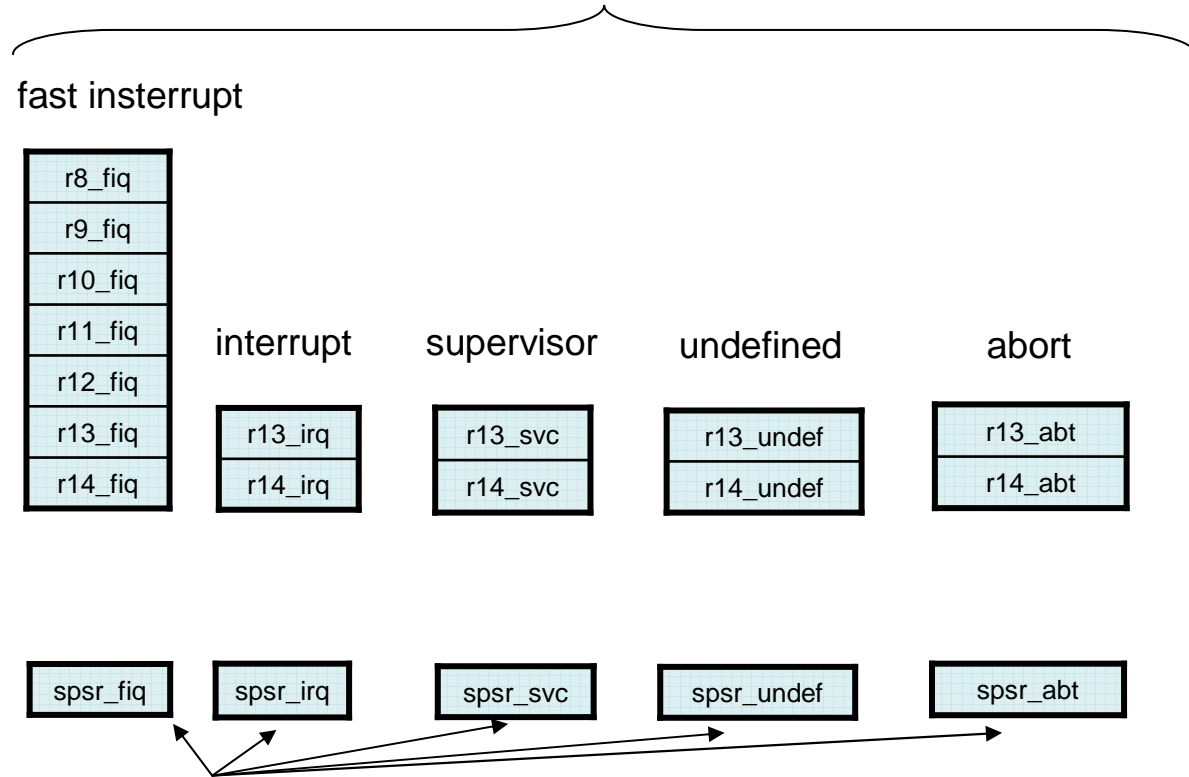 fast insterrupt
r8_fiq
r9_fiq
r10_fiq
r11_fiq
r12_fiq
r13_fiq
r14_fiq
interrupt
r13_irq
r14_irq
supervisor
r13_svc
r14_svc
undefined
r13_undef
r14_undef
abort
r13_abt
r14_abt
spsr_fiq
spsr_irq
spsr_svc
spsr_undef
spsr_abt